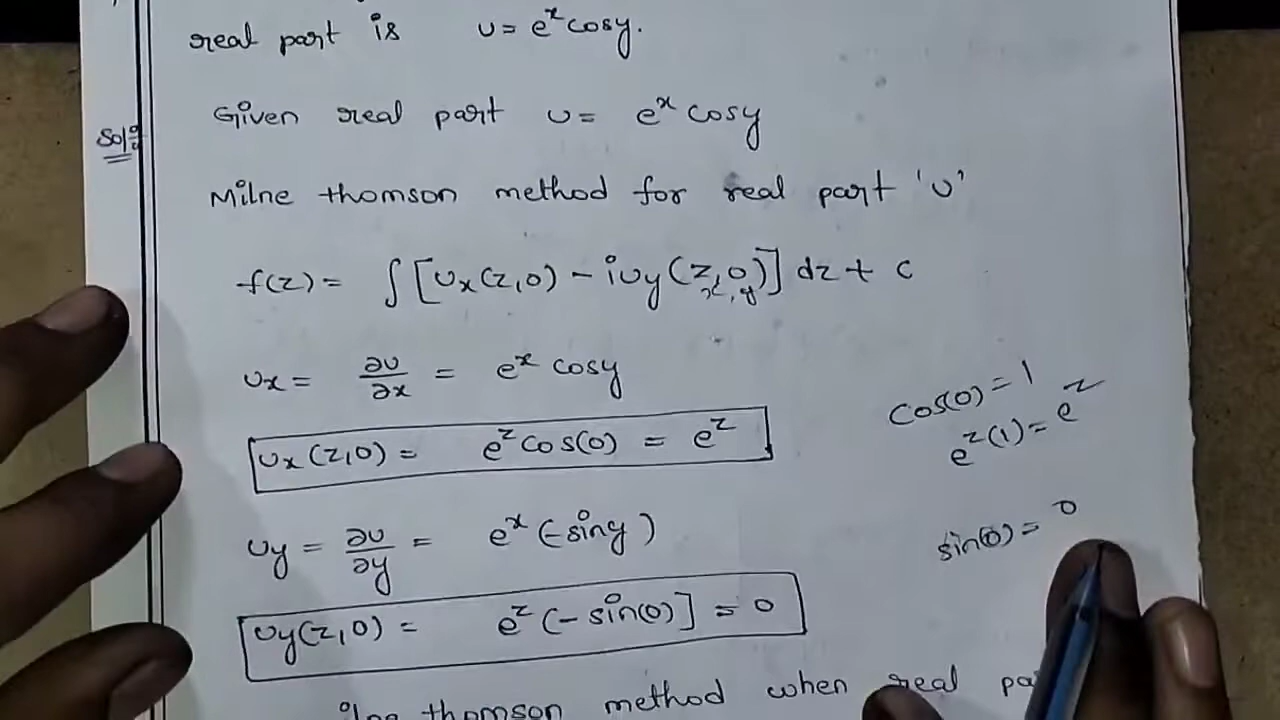 real part is u = e^x cosy.
Given real part u = e^x cosy
Soln
Milne thomson method for real part 'u'
f(z) = ∫ [ux(z,0) - iuy(z,0)] dz + c
x,y
ux = ∂u/∂x = e^x cosy
cos(0) = 1
ux(z,0) = e^z cos(0) = e^z
e^z(1) = e^z
uy = ∂u/∂y = e^x (-siny)
sin(0) = 0
uy(z,0) = e^z (-sin(0)] = 0
thomson method when real